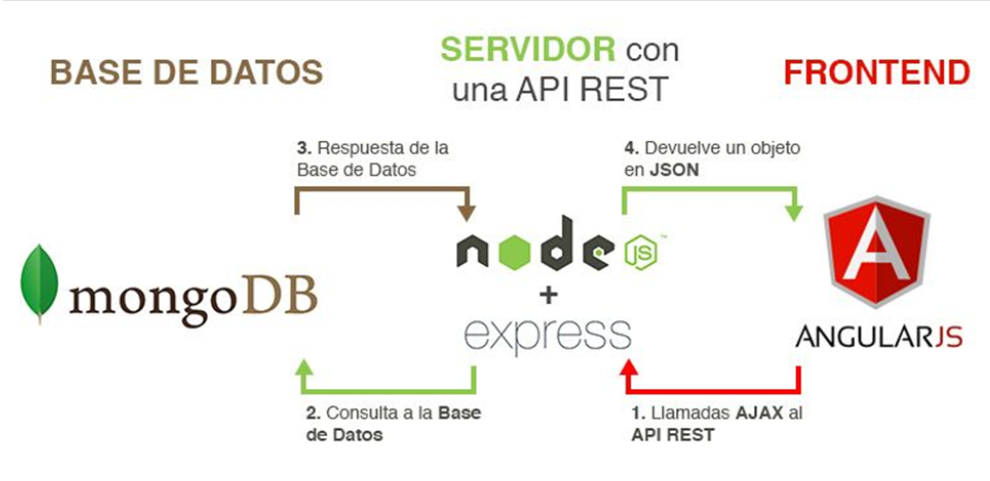 BASE DE DATOS
SERVIDOR con
una API REST
FRONTEND
3. Respuesta de la
Base de Datos
4. Devuelve un objeto
en JSON
mongoDB
node JS™
+
express
A
ANGULARJS
2. Consulta a la Base
de Datos
1. Llamadas AJAX al
API REST